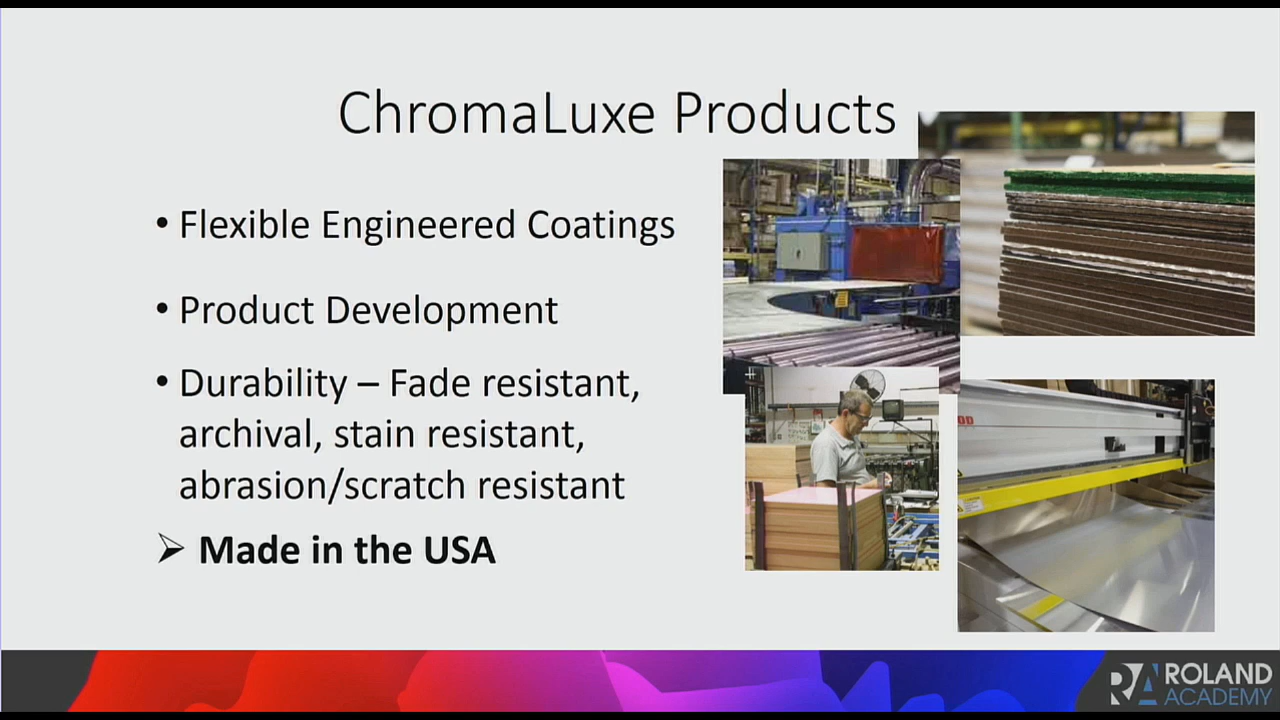 ChromaLuxe Products
• Flexible Engineered Coatings
• Product Development
• Durability – Fade resistant,
archival, stain resistant,
abrasion/scratch resistant
➢ Made in the USA
RA ROLAND
ACADEMY